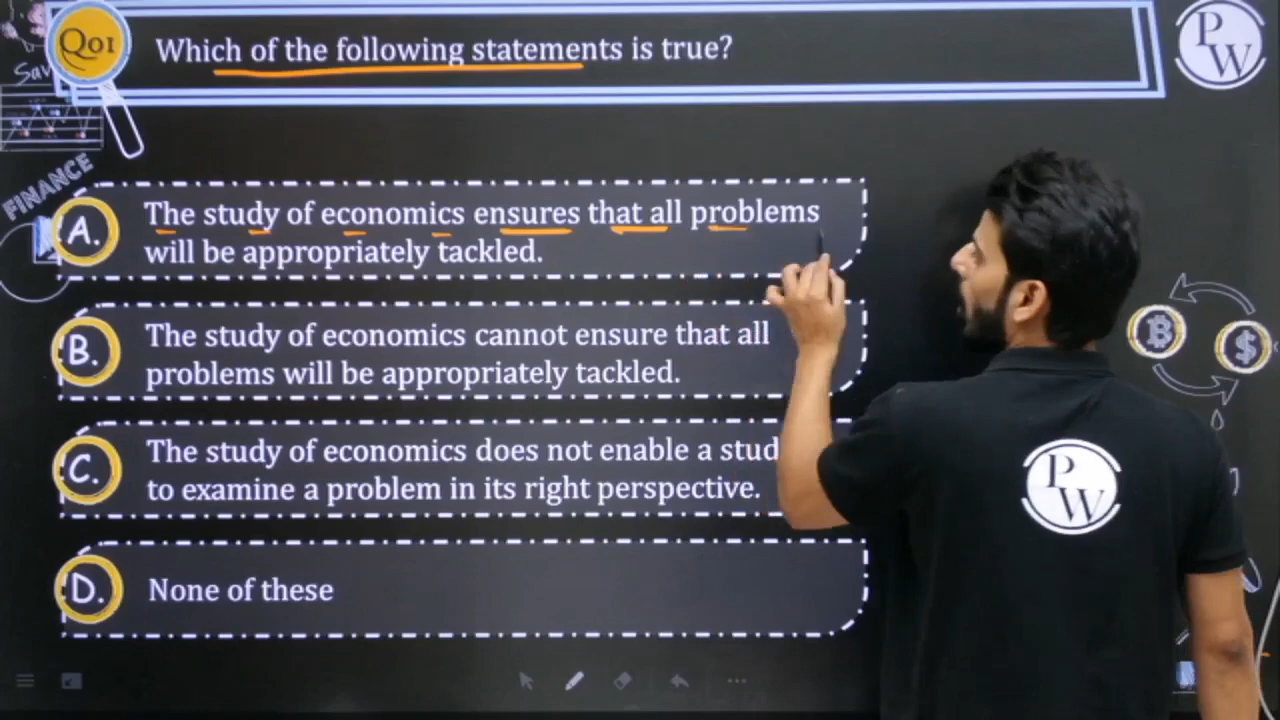 Q01
Which of the following statements is true?
P
W
Sav
FINANCE
A.
The study of economics ensures that all problems
will be appropriately tackled.
B.
The study of economics cannot ensure that all
problems will be appropriately tackled.
C.
The study of economics does not enable a stud
to examine a problem in its right perspective.
D.
None of these
P
W